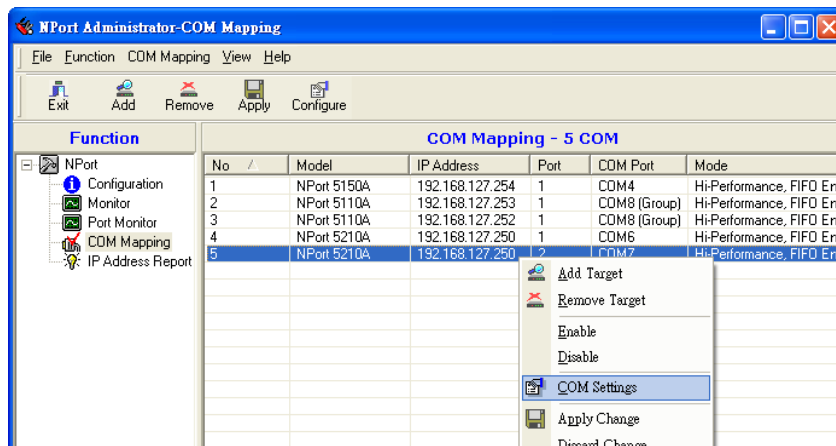 NPort Administrator-COM Mapping
File Function COM Mapping View Help
Exit Add Remove Apply Configure
Function
COM Mapping - 5 COM
NPort
Configuration
Monitor
Port Monitor
COM Mapping
IP Address Report
No Model IP Address Port COM Port Mode
1 NPort 5150A 192.168.127.254 1 COM4 Hi-Performance, FIFO En
2 NPort 5110A 192.168.127.253 1 COM8 (Group) Hi-Performance, FIFO En
3 NPort 5110A 192.168.127.252 1 COM8 (Group) Hi-Performance, FIFO En
4 NPort 5210A 192.168.127.250 1 COM6 Hi-Performance, FIFO En
5 NPort 5210A 192.168.127.250 2 COM7 Hi-Performance, FIFO En
Add Target
Remove Target
Enable
Disable
COM Settings
Apply Change
Discard Change